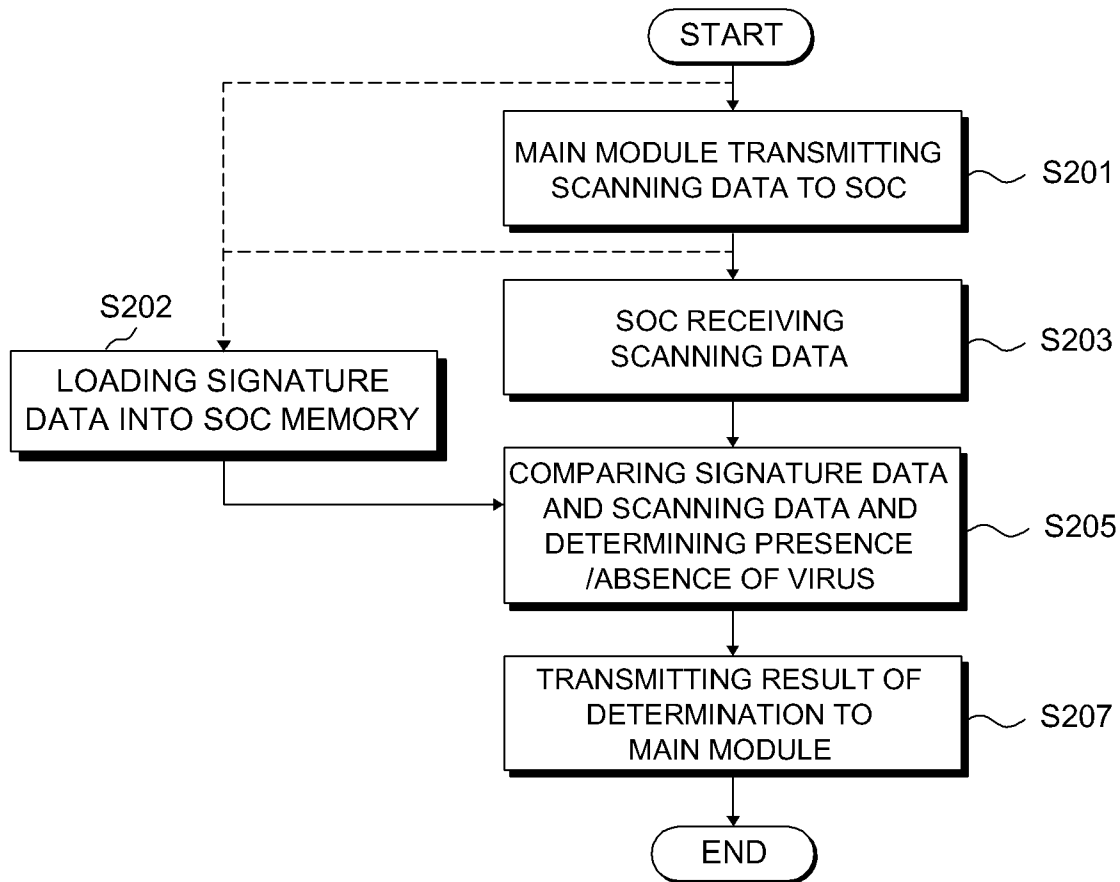 START
MAIN MODULE TRANSMITTING
SCANNING DATA TO SOC
S201
SOC RECEIVING
SCANNING DATA
S203
S202
LOADING SIGNATURE
DATA INTO SOC MEMORY
COMPARING SIGNATURE DATA
AND SCANNING DATA AND
DETERMINING PRESENCE
/ABSENCE OF VIRUS
S205
TRANSMITTING RESULT OF
DETERMINATION TO
MAIN MODULE
S207
END